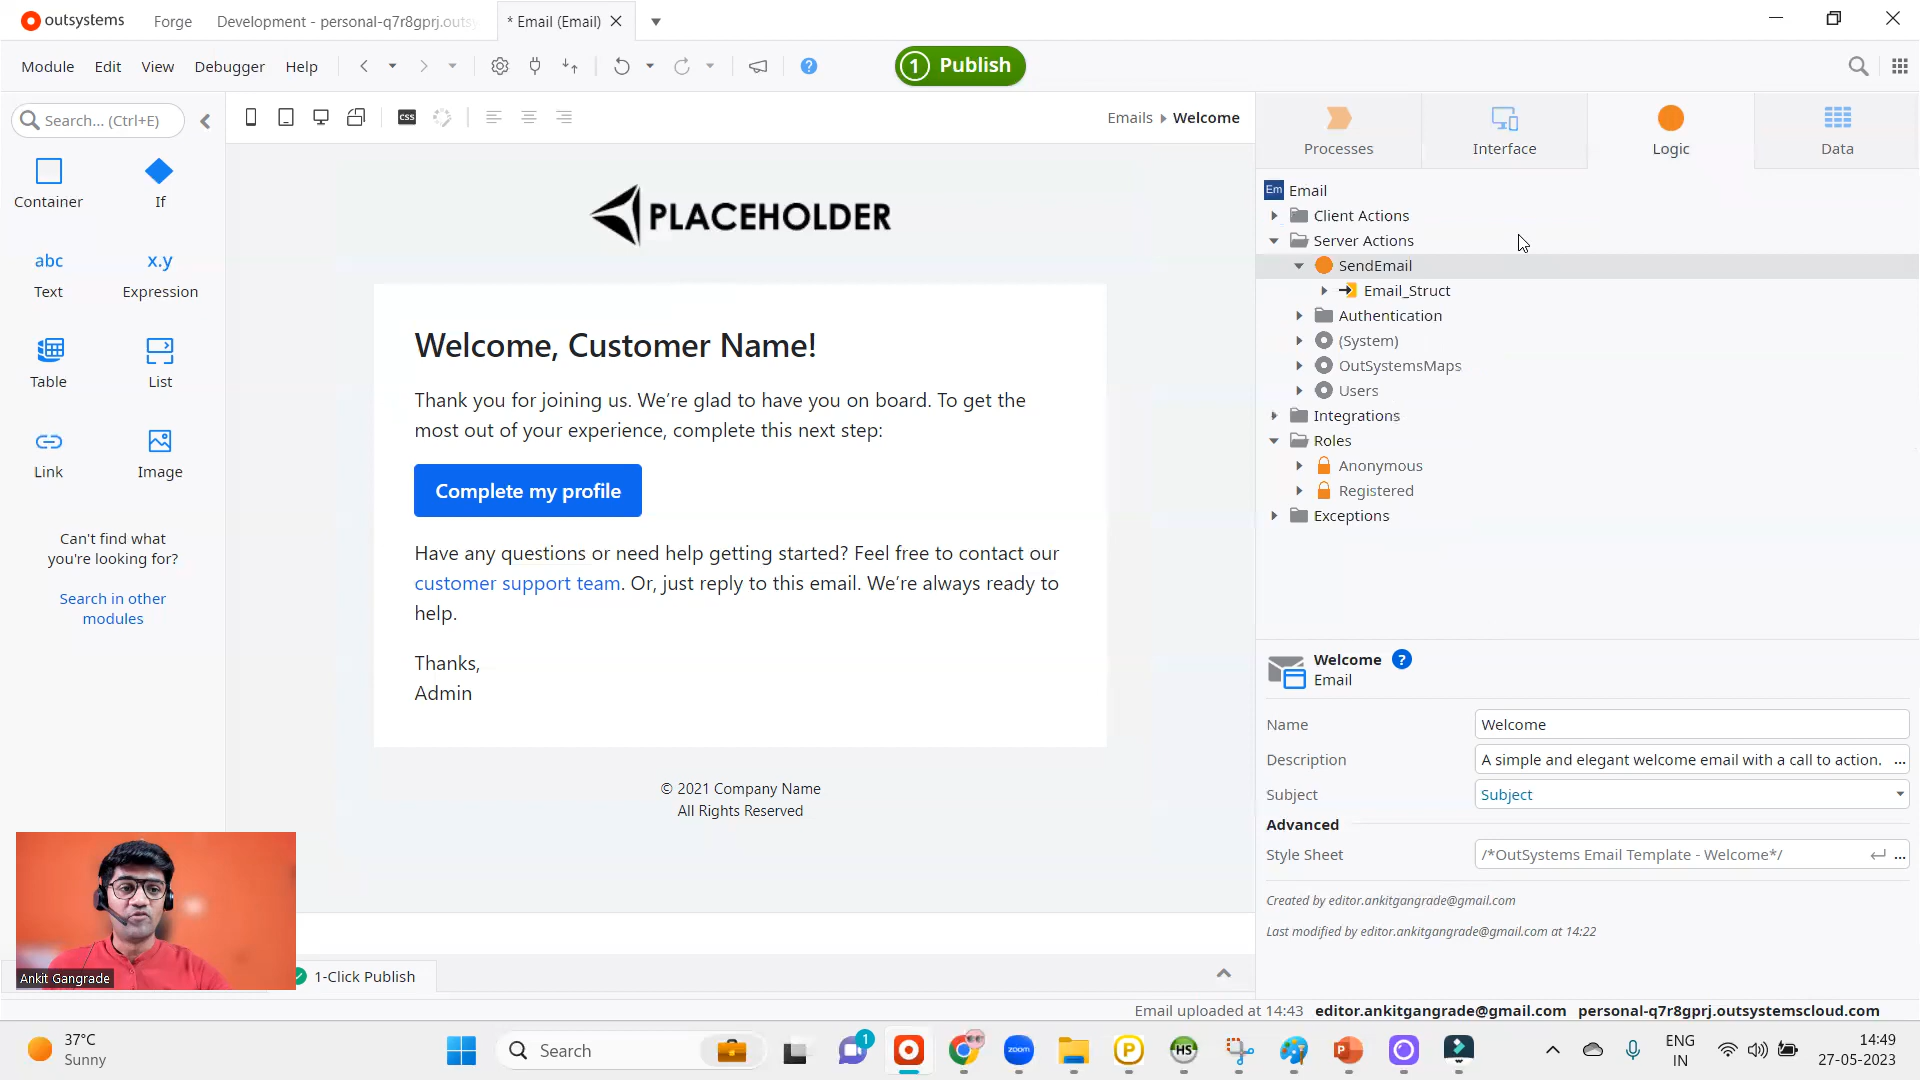 outsystems
Forge
Development - personal-q7r8gprj.outs
* Email (Email)
Module
Edit
View
Debugger
Help
1 Publish
Search... (Ctrl+E)
css
Emails
Welcome
Processes
Interface
Logic
Data
Container
If
abc
Text
x.y
Expression
Table
List
Link
Image
Can't find what
you're looking for?
Search in other
modules
PLACEHOLDER
Welcome, Customer Name!
Thank you for joining us. We’re glad to have you on board. To get the
most out of your experience, complete this next step:
Complete my profile
Have any questions or need help getting started? Feel free to contact our
customer support team. Or, just reply to this email. We’re always ready to
help.
Thanks,
Admin
© 2021 Company Name
All Rights Reserved
Em Email
Client Actions
Server Actions
SendEmail
Email_Struct
Authentication
(System)
OutSystemsMaps
Users
Integrations
Roles
Anonymous
Registered
Exceptions
Welcome ?
Email
Name
Welcome
Description
A simple and elegant welcome email with a call to action. ...
Subject
Subject
Advanced
Style Sheet
/*OutSystems Email Template - Welcome*/ ...
Created by editor.ankitgangrade@gmail.com
Last modified by editor.ankitgangrade@gmail.com at 14:22
Ankit Gangrade
1-Click Publish
Email uploaded at 14:43 editor.ankitgangrade@gmail.com personal-q7r8gprj.outsystemscloud.com
37°C
Sunny
Search
1
zoom
P
HS
P
ENG
IN
14:49
27-05-2023